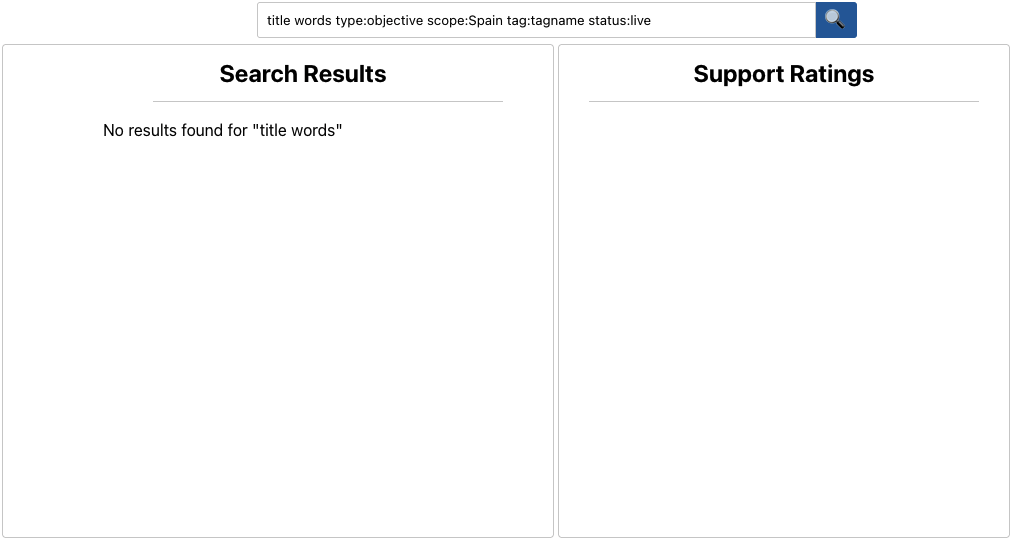 title words type:objective scope:Spain tag:tagname status:live
Search Results
No results found for "title words"
Support Ratings